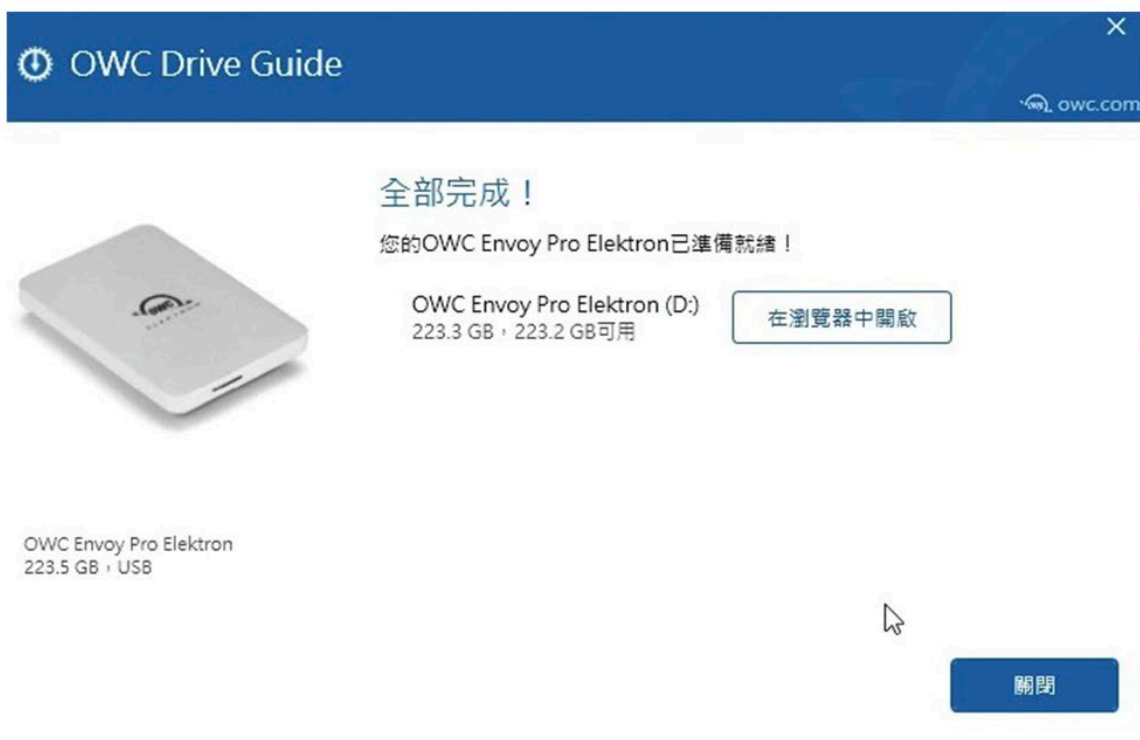 OWC Drive Guide
owc.com
全部完成！
您的OWC Envoy Pro Elektron已準備就緒！
OWC Envoy Pro Elektron (D:)
223.3 GB，223.2 GB可用
在瀏覽器中開啟
OWC Envoy Pro Elektron
223.5 GB，USB
關閉